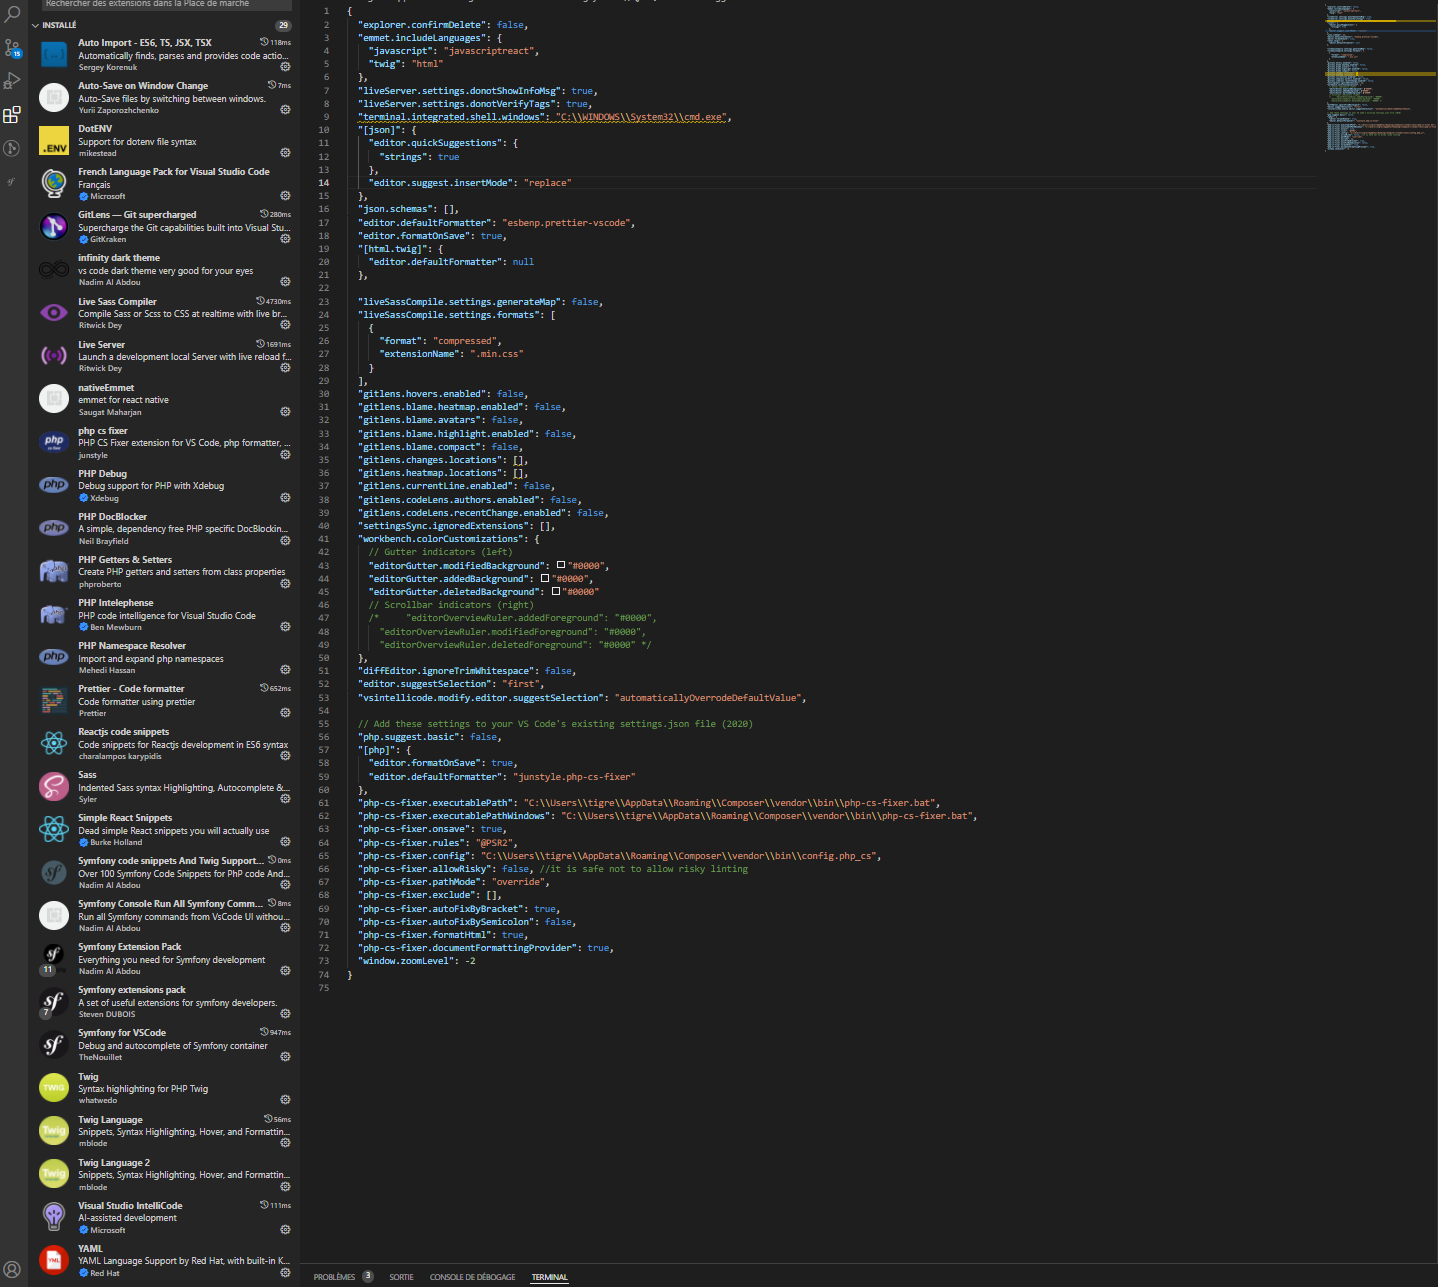 Rechercher des extensions dans la Place de marché
INSTALLÉ 29
Auto Import - ES6, TS, JSX, TSX 118ms
Automatically finds, parses and provides code actio...
Sergey Korenuk
Auto-Save on Window Change 7ms
Auto-Save files by switching between windows.
Yurii Zaporozhchenko
DotENV
Support for dotenv file syntax
mikestead
.ENV
French Language Pack for Visual Studio Code
Français
Microsoft
GitLens — Git supercharged 280ms
Supercharge the Git capabilities built into Visual Stu...
GitKraken
infinity dark theme
vs code dark theme very good for your eyes
Nadim Al Abdou
Live Sass Compiler 4730ms
Compile Sass or Scss to CSS at realtime with live br...
Ritwick Dey
Live Server 1691ms
Launch a development local Server with live reload f...
Ritwick Dey
nativeEmmet
emmet for react native
Saugat Maharjan
php cs fixer
PHP CS Fixer extension for VS Code, php formatter, ...
junstyle
PHP Debug
Debug support for PHP with Xdebug
Xdebug
PHP DocBlocker
A simple, dependency free PHP specific DocBlockin...
Neil Brayfield
PHP Getters & Setters
Create PHP getters and setters from class properties
phproberto
PHP Intelephense
PHP code intelligence for Visual Studio Code
Ben Mewburn
PHP Namespace Resolver
Import and expand php namespaces
Mehedi Hassan
Prettier - Code formatter 652ms
Code formatter using prettier
Prettier
Reactjs code snippets
Code snippets for Reactjs development in ES6 syntax
charalampos karypidis
Sass
Indented Sass syntax Highlighting, Autocomplete &...
Syler
Simple React Snippets
Dead simple React snippets you will actually use
Burke Holland
Symfony code snippets And Twig Support... 0ms
Over 100 Symfony Code Snippets for PhP code And...
Nadim Al Abdou
Symfony Console Run All Symfony Comm... 8ms
Run all Symfony commands from VsCode UI withou...
Nadim Al Abdou
Symfony Extension Pack
Everything you need for Symfony development
Nadim Al Abdou
11
Symfony extensions pack
A set of useful extensions for symfony developers.
Steven DUBOIS
7
Symfony for VSCode 947ms
Debug and autocomplete of Symfony container
TheNouillet
Twig
Syntax highlighting for PHP Twig
whatwedo
Twig Language 56ms
Snippets, Syntax Highlighting, Hover, and Formattin...
mblode
Twig Language 2
Snippets, Syntax Highlighting, Hover, and Formattin...
mblode
Visual Studio IntelliCode 111ms
AI-assisted development
Microsoft
YAML
YAML Language Support by Red Hat, with built-in K...
Red Hat
1 {
2 "explorer.confirmDelete": false,
3 "emmet.includeLanguages": {
4 "javascript": "javascriptreact",
5 "twig": "html"
6 },
7 "liveServer.settings.donotShowInfoMsg": true,
8 "liveServer.settings.donotVerifyTags": true,
9 "terminal.integrated.shell.windows": "C:\\WINDOWS\\System32\\cmd.exe",
10 "[json]": {
11 "editor.quickSuggestions": {
12 "strings": true
13 },
14 "editor.suggest.insertMode": "replace"
15 },
16 "json.schemas": [],
17 "editor.defaultFormatter": "esbenp.prettier-vscode",
18 "editor.formatOnSave": true,
19 "[html.twig]": {
20 "editor.defaultFormatter": null
21 },
22
23 "liveSassCompile.settings.generateMap": false,
24 "liveSassCompile.settings.formats": [
25 {
26 "format": "compressed",
27 "extensionName": ".min.css"
28 }
29 ],
30 "gitlens.hovers.enabled": false,
31 "gitlens.blame.heatmap.enabled": false,
32 "gitlens.blame.avatars": false,
33 "gitlens.blame.highlight.enabled": false,
34 "gitlens.blame.compact": false,
35 "gitlens.changes.locations": [],
36 "gitlens.heatmap.locations": [],
37 "gitlens.currentLine.enabled": false,
38 "gitlens.codeLens.authors.enabled": false,
39 "gitlens.codeLens.recentChange.enabled": false,
40 "settingsSync.ignoredExtensions": [],
41 "workbench.colorCustomizations": {
42 // Gutter indicators (left)
43 "editorGutter.modifiedBackground": "#0000",
44 "editorGutter.addedBackground": "#0000",
45 "editorGutter.deletedBackground": "#0000"
46 // Scrollbar indicators (right)
47 /* "editorOverviewRuler.addedForeground": "#0000",
48 "editorOverviewRuler.modifiedForeground": "#0000",
49 "editorOverviewRuler.deletedForeground": "#0000" */
50 },
51 "diffEditor.ignoreTrimWhitespace": false,
52 "editor.suggestSelection": "first",
53 "vsintellicode.modify.editor.suggestSelection": "automaticallyOverrodeDefaultValue",
54
55 // Add these settings to your VS Code's existing settings.json file (2020)
56 "php.suggest.basic": false,
57 "[php]": {
58 "editor.formatOnSave": true,
59 "editor.defaultFormatter": "junstyle.php-cs-fixer"
60 },
61 "php-cs-fixer.executablePath": "C:\\Users\\tigre\\AppData\\Roaming\\Composer\\vendor\\bin\\php-cs-fixer.bat",
62 "php-cs-fixer.executablePathWindows": "C:\\Users\\tigre\\AppData\\Roaming\\Composer\\vendor\\bin\\php-cs-fixer.bat",
63 "php-cs-fixer.onsave": true,
64 "php-cs-fixer.rules": "@PSR2",
65 "php-cs-fixer.config": "C:\\Users\\tigre\\AppData\\Roaming\\Composer\\vendor\\bin\\config.php_cs",
66 "php-cs-fixer.allowRisky": false, //it is safe not to allow risky linting
67 "php-cs-fixer.pathMode": "override",
68 "php-cs-fixer.exclude": [],
69 "php-cs-fixer.autoFixByBracket": true,
70 "php-cs-fixer.autoFixBySemicolon": false,
71 "php-cs-fixer.formatHtml": true,
72 "php-cs-fixer.documentFormattingProvider": true,
73 "window.zoomLevel": -2
74 }
75
PROBLÈMES 3 SORTIE CONSOLE DE DÉBOGAGE TERMINAL